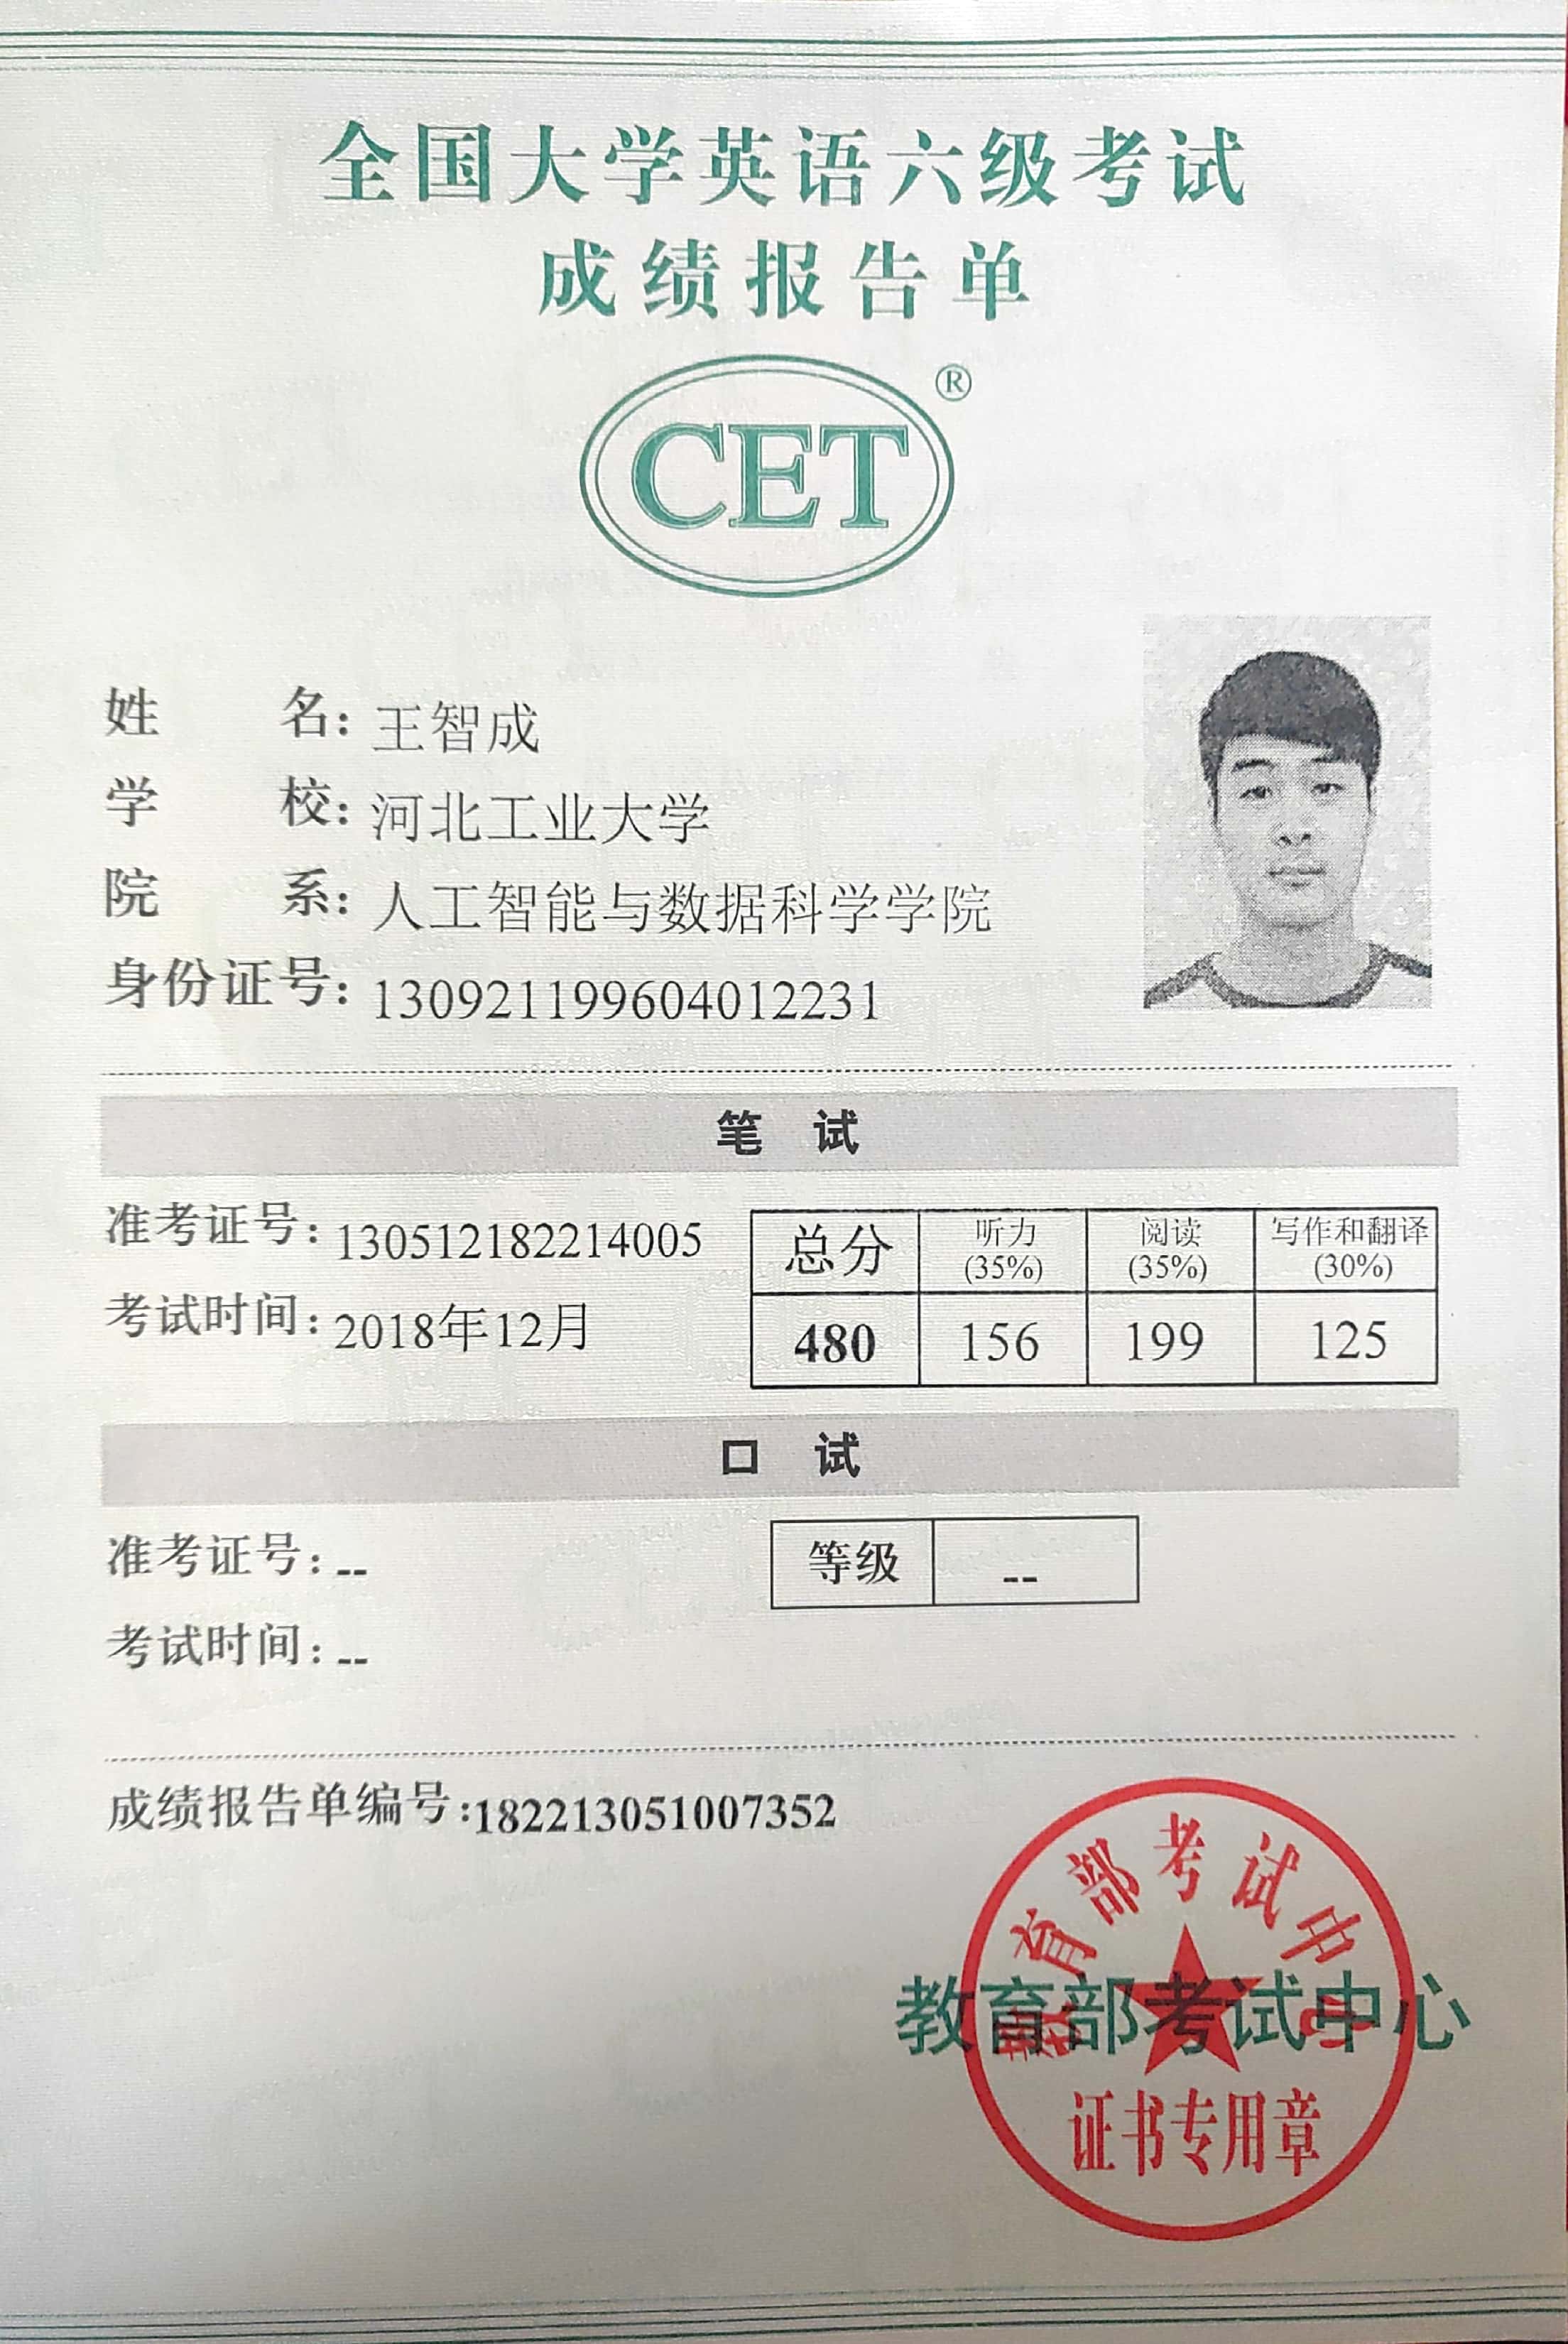 全国大学英语六级考试
成绩报告单
CET®
姓 名：王智成
学 校：河北工业大学
院 系：人工智能与数据科学学院
身份证号：130921199604012231
笔 试
准考证号：130512182214005
考试时间：2018年12月
总分 听力 (35%) 阅读 (35%) 写作和翻译 (30%)
480 156 199 125
口 试
准考证号：--
考试时间：--
等级 --
成绩报告单编号:182213051007352
教育部考试中心
教育部考试中心
证书专用章